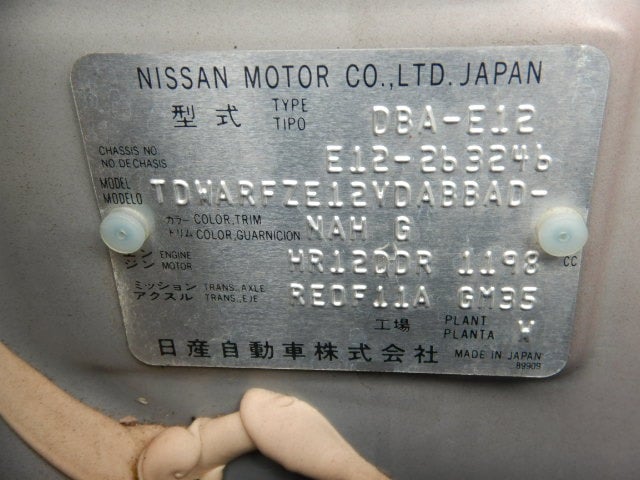 NISSAN MOTOR CO.,LTD. JAPAN
型式 TYPE TIPO DBA-E12
CHASSIS NO. NO. DE CHASIS E12-263246
MODEL MODELO TDWARFZE12YDABBAD-
カラー COLOR,TRIM トリム COLOR, GUARNICION NAH G
ン ENGINE ジン MOTOR HR12DDR 1198 CC
ミッション TRANS.,AXLE アクスル TRANS.,EJE RE0F11A GM35
工場 PLANT PLANTA W
日産自動車株式会社 MADE IN JAPAN
89909